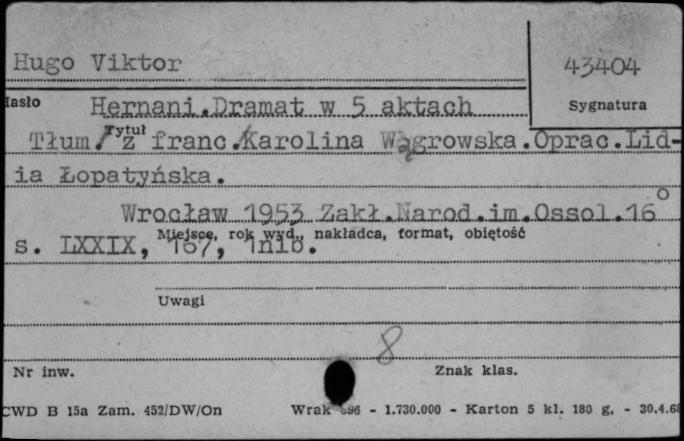 Hugo Viktor
43404
Hasło
Hernani.Dramat w 5 aktach
Sygnatura
Tytuł
Tłum/z franc./Karolina Wągrowska.Oprac.Lid-
ia Łopatyńska.
Wrocław 1953 Zakł.Narod.im.Ossol.16°
Miejsce, rok wyd., nakładca, format, objętość
s. LXXIX, 167, 1nlb.
Uwagi
8
Nr inw.
Znak klas.
CWD B 15a Zam. 452/DW/On
Wrak 696 - 1.730.000 - Karton 5 kl. 180 g. - 30.4.68